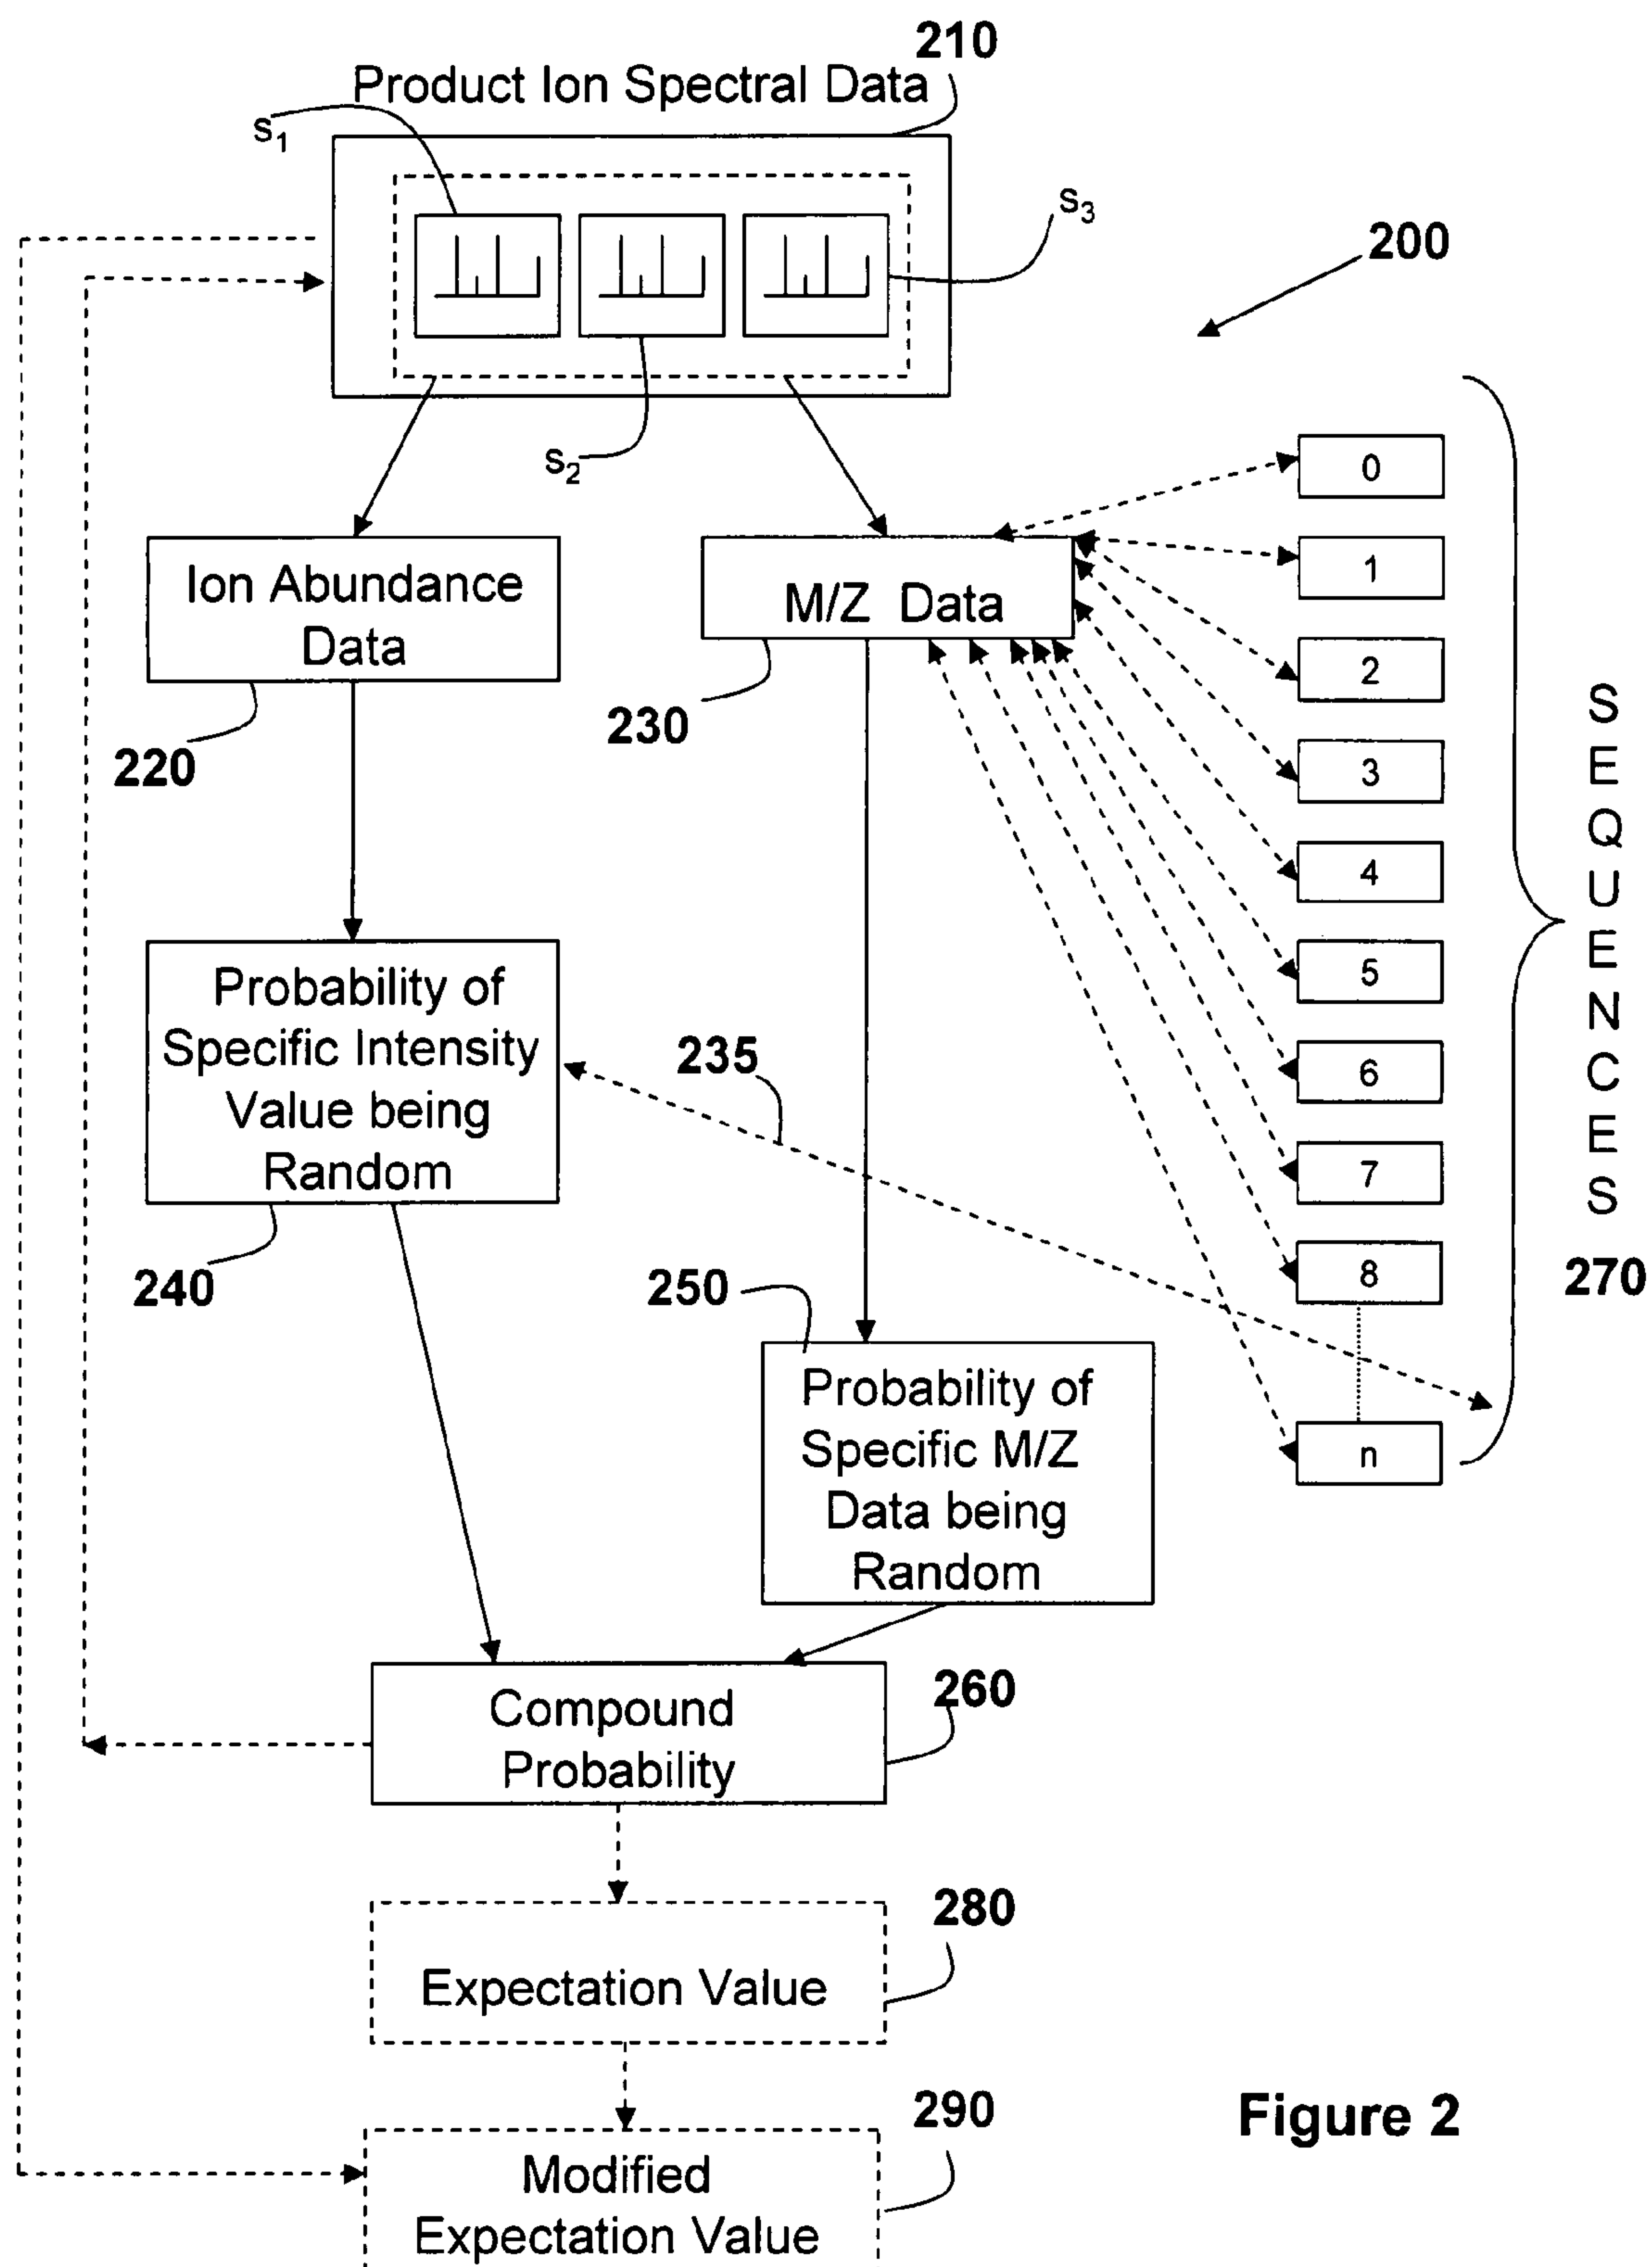 210
Product Ion Spectral Data
s1
s3
200
s2
0
Ion Abundance
Data
M/Z Data
1
2
220
230
3
4
5
6
7
8
n
SEQUENCES
270
Probability of
Specific Intensity
Value being
Random
235
240
250
Probability of
Specific M/Z
Data being
Random
Compound
Probability
260
280
Expectation Value
290
Modified
Expectation Value
Figure 2